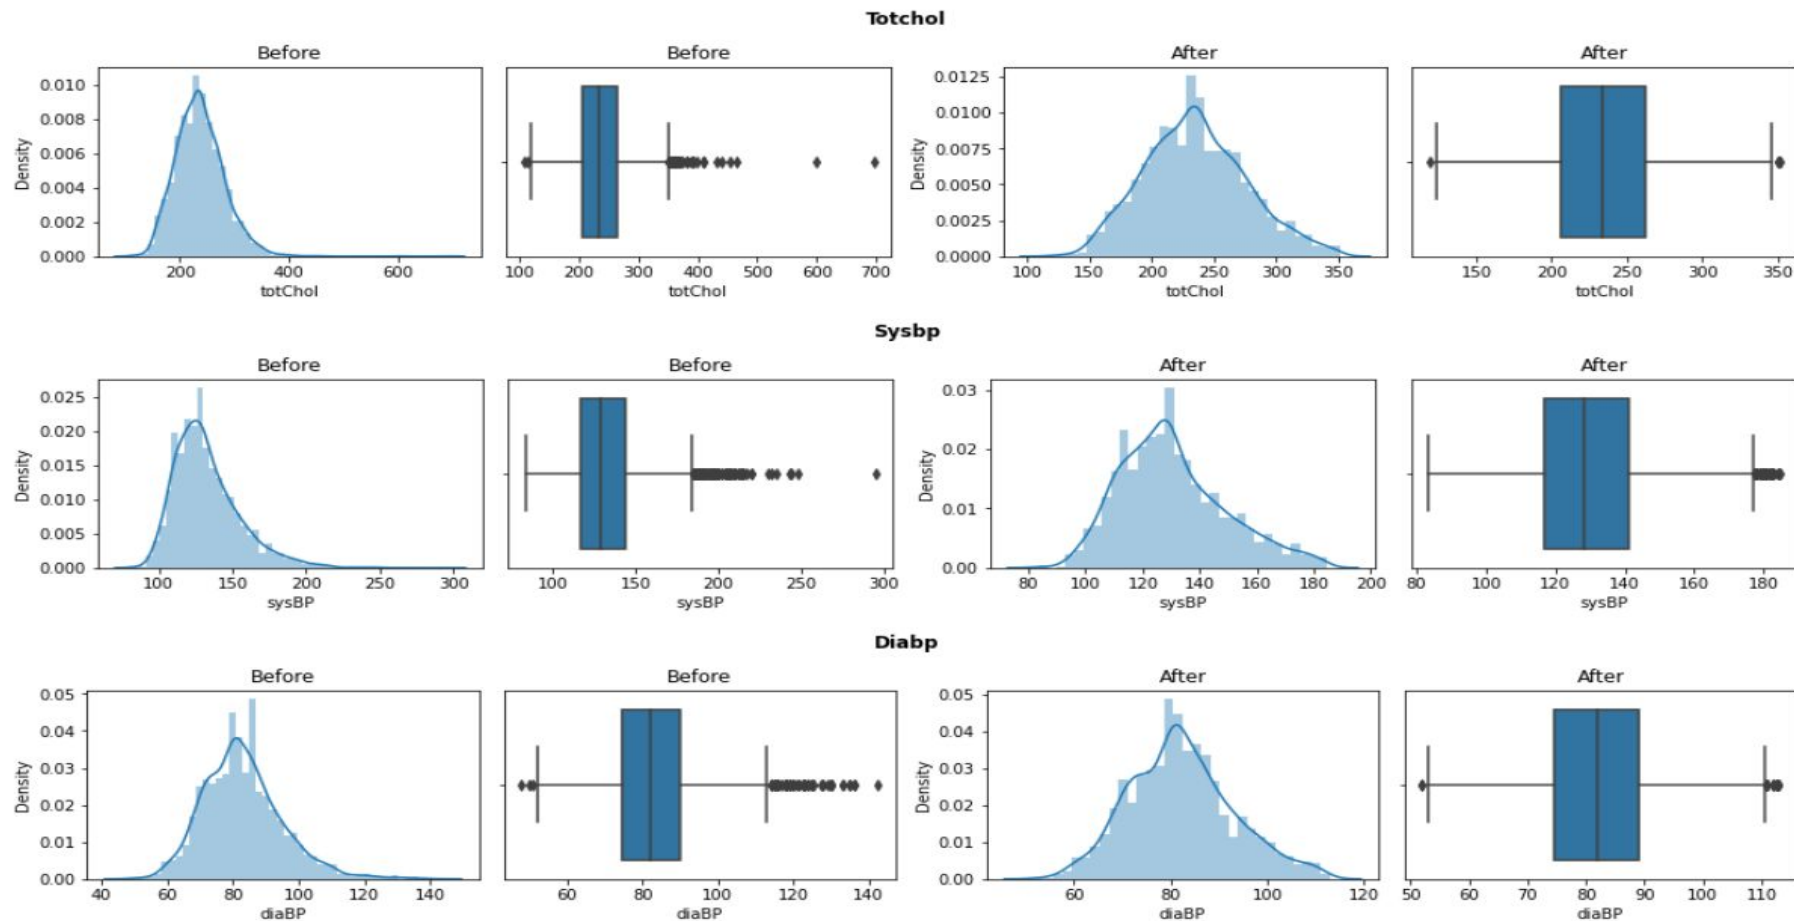 Totchol
Before Before After After
0.010 0.008 0.006 0.004 0.002 0.000
Density
200 400 600
totChol
100 200 300 400 500 600 700
totChol
0.0125 0.0100 0.0075 0.0050 0.0025 0.0000
Density
100 150 200 250 300 350
totChol
150 200 250 300 350
totChol
Sysbp
Before Before After After
0.025 0.020 0.015 0.010 0.005 0.000
Density
100 150 200 250 300
sysBP
100 150 200 250 300
sysBP
0.03 0.02 0.01 0.00
Density
80 100 120 140 160 180 200
sysBP
80 100 120 140 160 180
sysBP
Diabp
Before Before After After
0.05 0.04 0.03 0.02 0.01 0.00
Density
40 60 80 100 120 140
diaBP
60 80 100 120 140
diaBP
0.05 0.04 0.03 0.02 0.01 0.00
Density
60 80 100 120
diaBP
50 60 70 80 90 100 110
diaBP